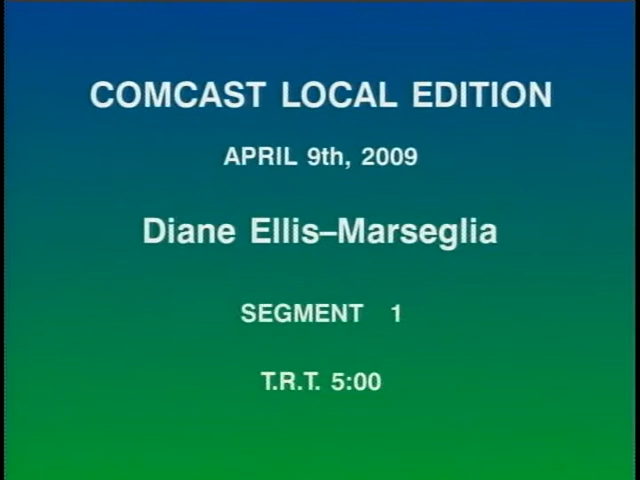 COMCAST LOCAL EDITION
APRIL 9th, 2009
Diane Ellis–Marseglia
SEGMENT 1
T.R.T. 5:00